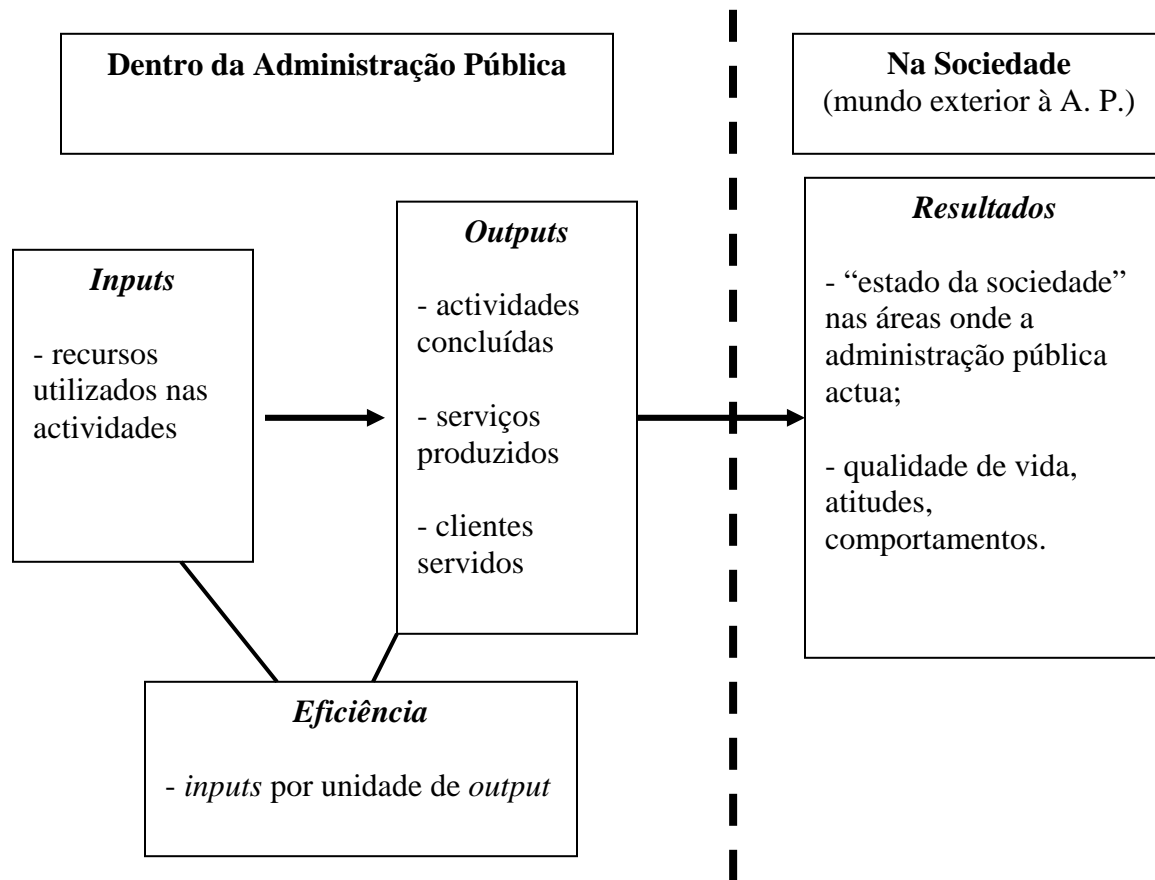 Dentro da Administração Pública
Na Sociedade
(mundo exterior à A. P.)
Inputs
- recursos
utilizados nas
actividades
Outputs
- actividades
concluídas
- serviços
produzidos
- clientes
servidos
Resultados
- “estado da sociedade”
nas áreas onde a
administração pública
actua;
- qualidade de vida,
atitudes,
comportamentos.
Eficiência
- inputs por unidade de output